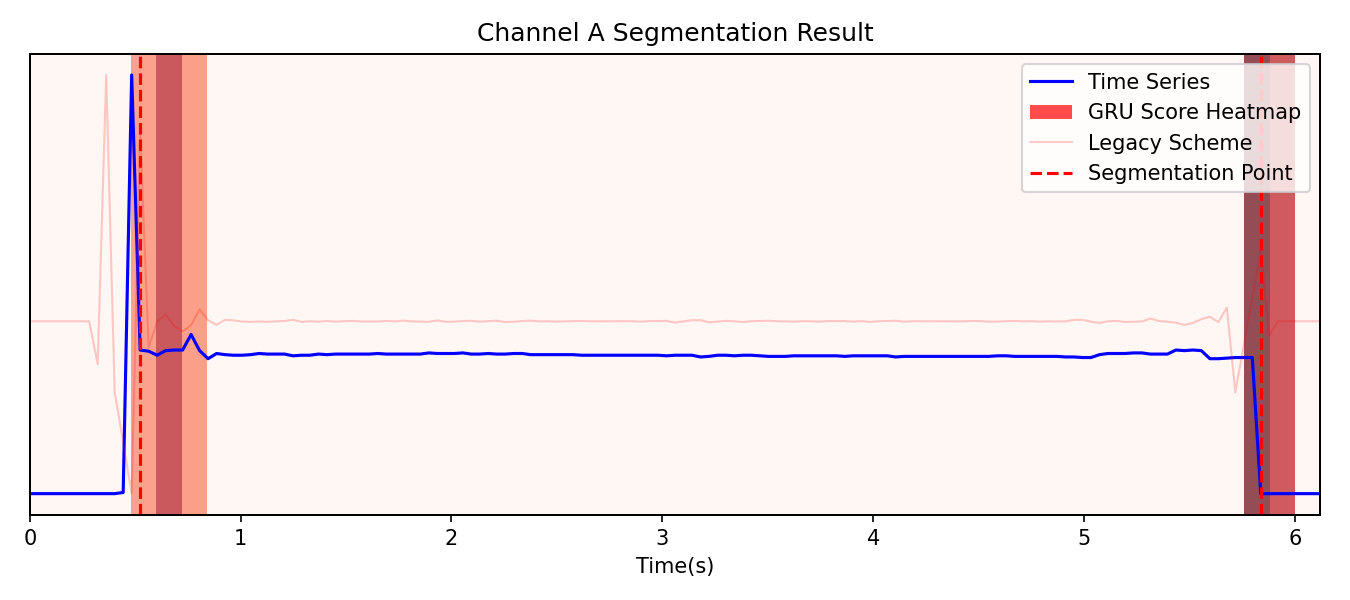 Channel A Segmentation Result
Time Series
GRU Score Heatmap
Legacy Scheme
Segmentation Point
0 1 2 3 4 5 6
Time(s)